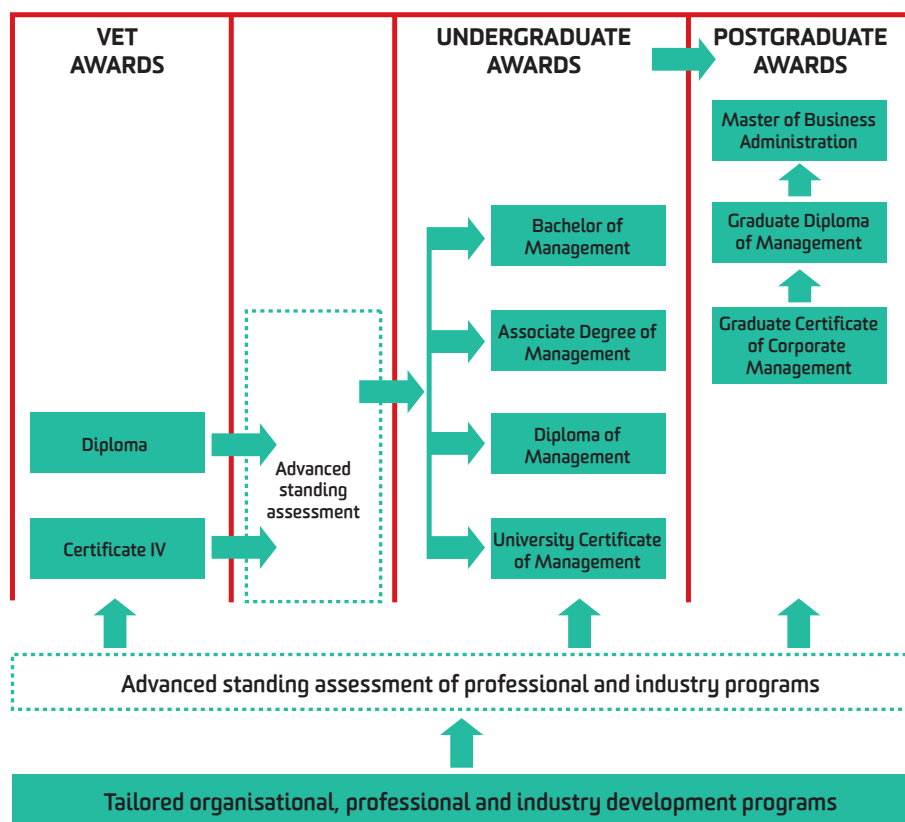 VET
AWARDS
UNDERGRADUATE
AWARDS
POSTGRADUATE
AWARDS
Master of Business
Administration
Bachelor of
Management
Graduate Diploma
of Management
Associate Degree of
Management
Graduate Certificate
of Corporate
Management
Diploma
Advanced
standing
assessment
Diploma of
Management
Certificate IV
University Certificate
of Management
Advanced standing assessment of professional and industry programs
Tailored organisational, professional and industry development programs